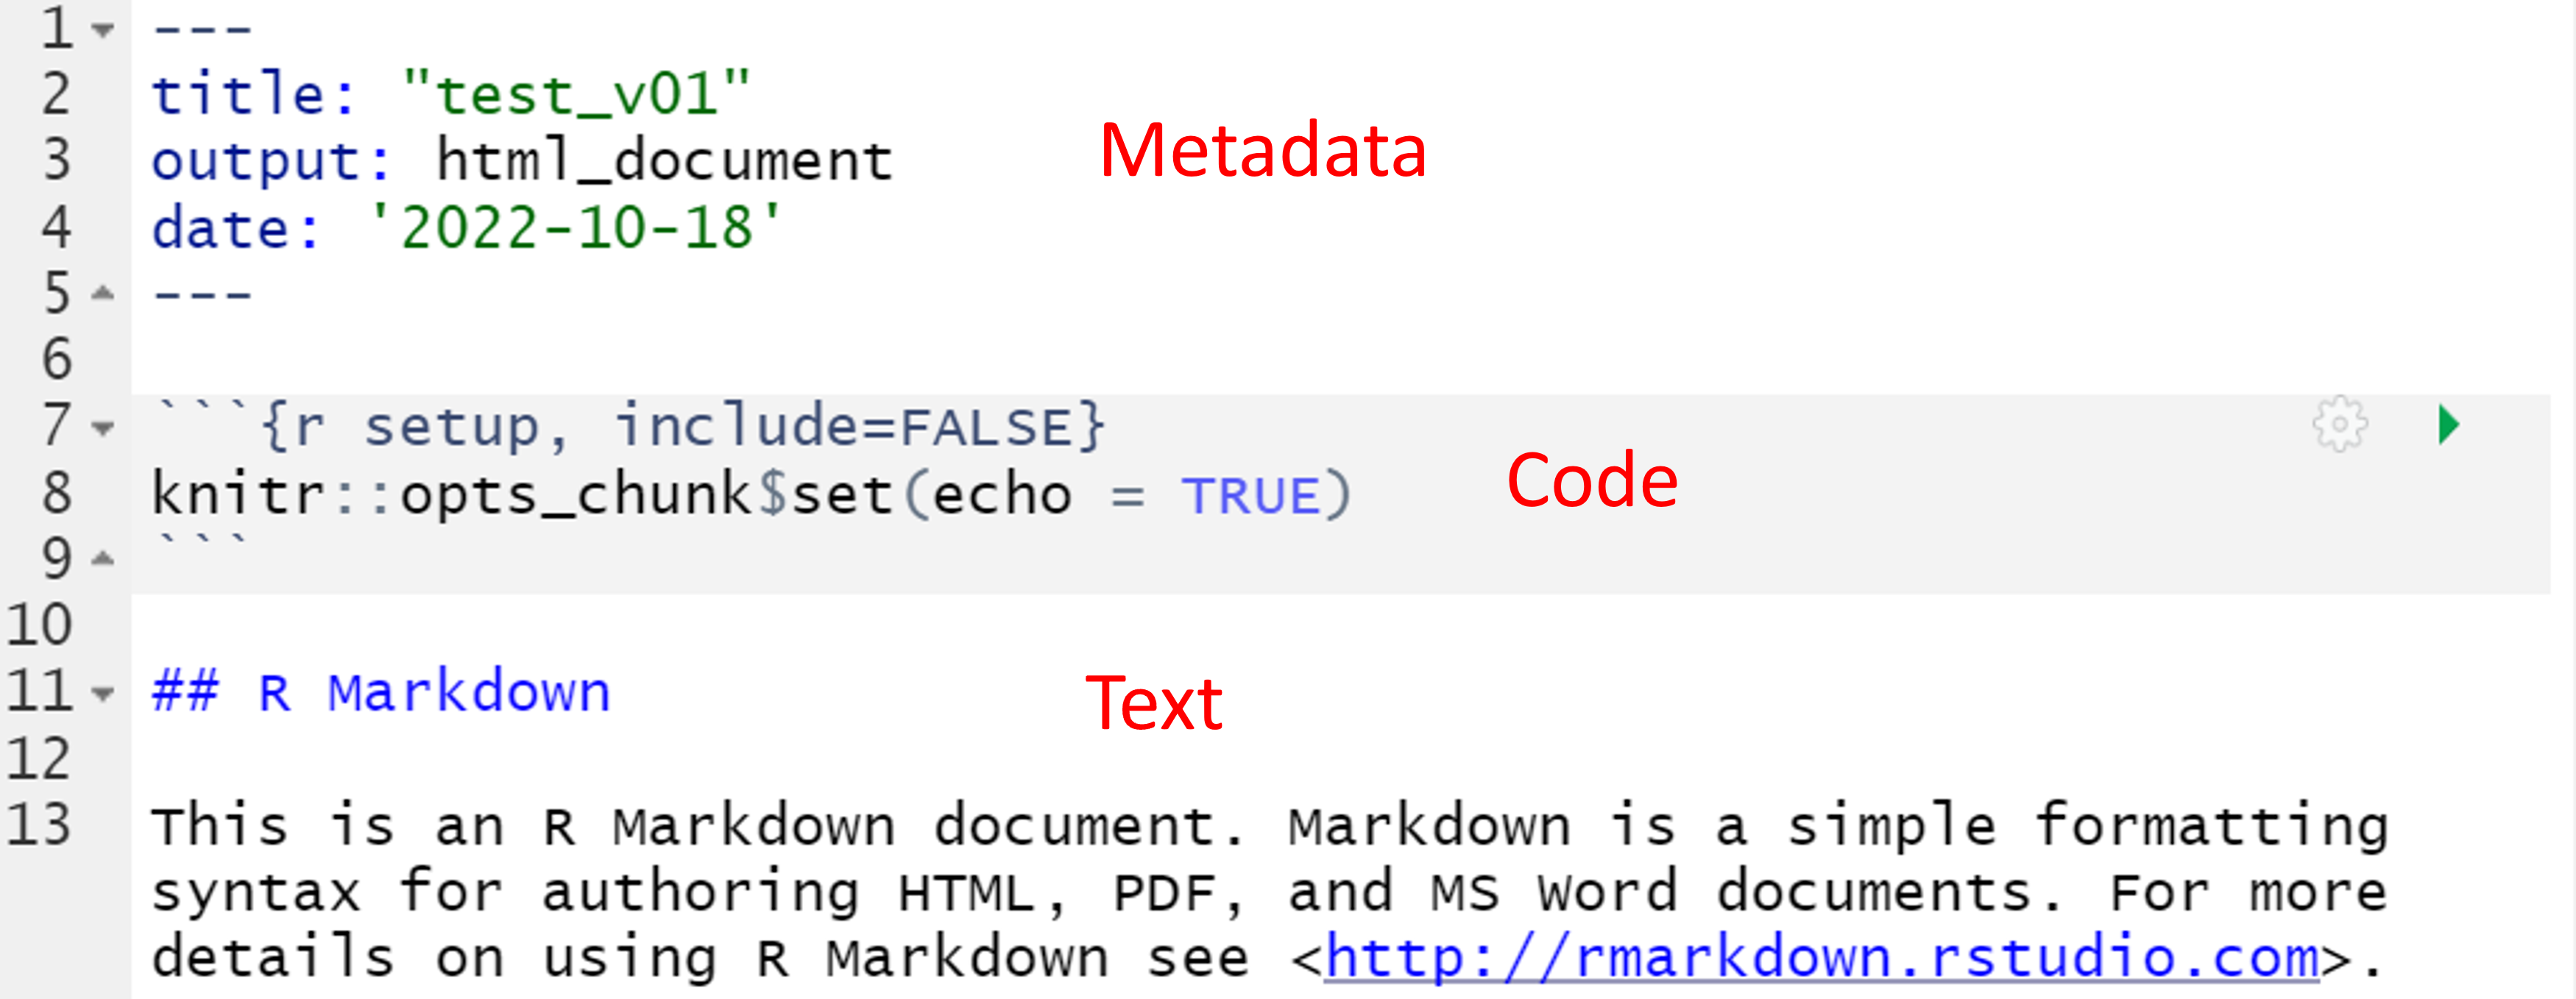 1 ---
2 title: "test_v01"
3 output: html_document
Metadata
4 date: '2022-10-18'
5 ---
6
7 ```{r setup, include=FALSE}
8 knitr::opts_chunk$set(echo = TRUE)
Code
9 ```
10
11 ## R Markdown
Text
12
13 This is an R Markdown document. Markdown is a simple formatting
syntax for authoring HTML, PDF, and MS Word documents. For more
details on using R Markdown see <http://rmarkdown.rstudio.com>.